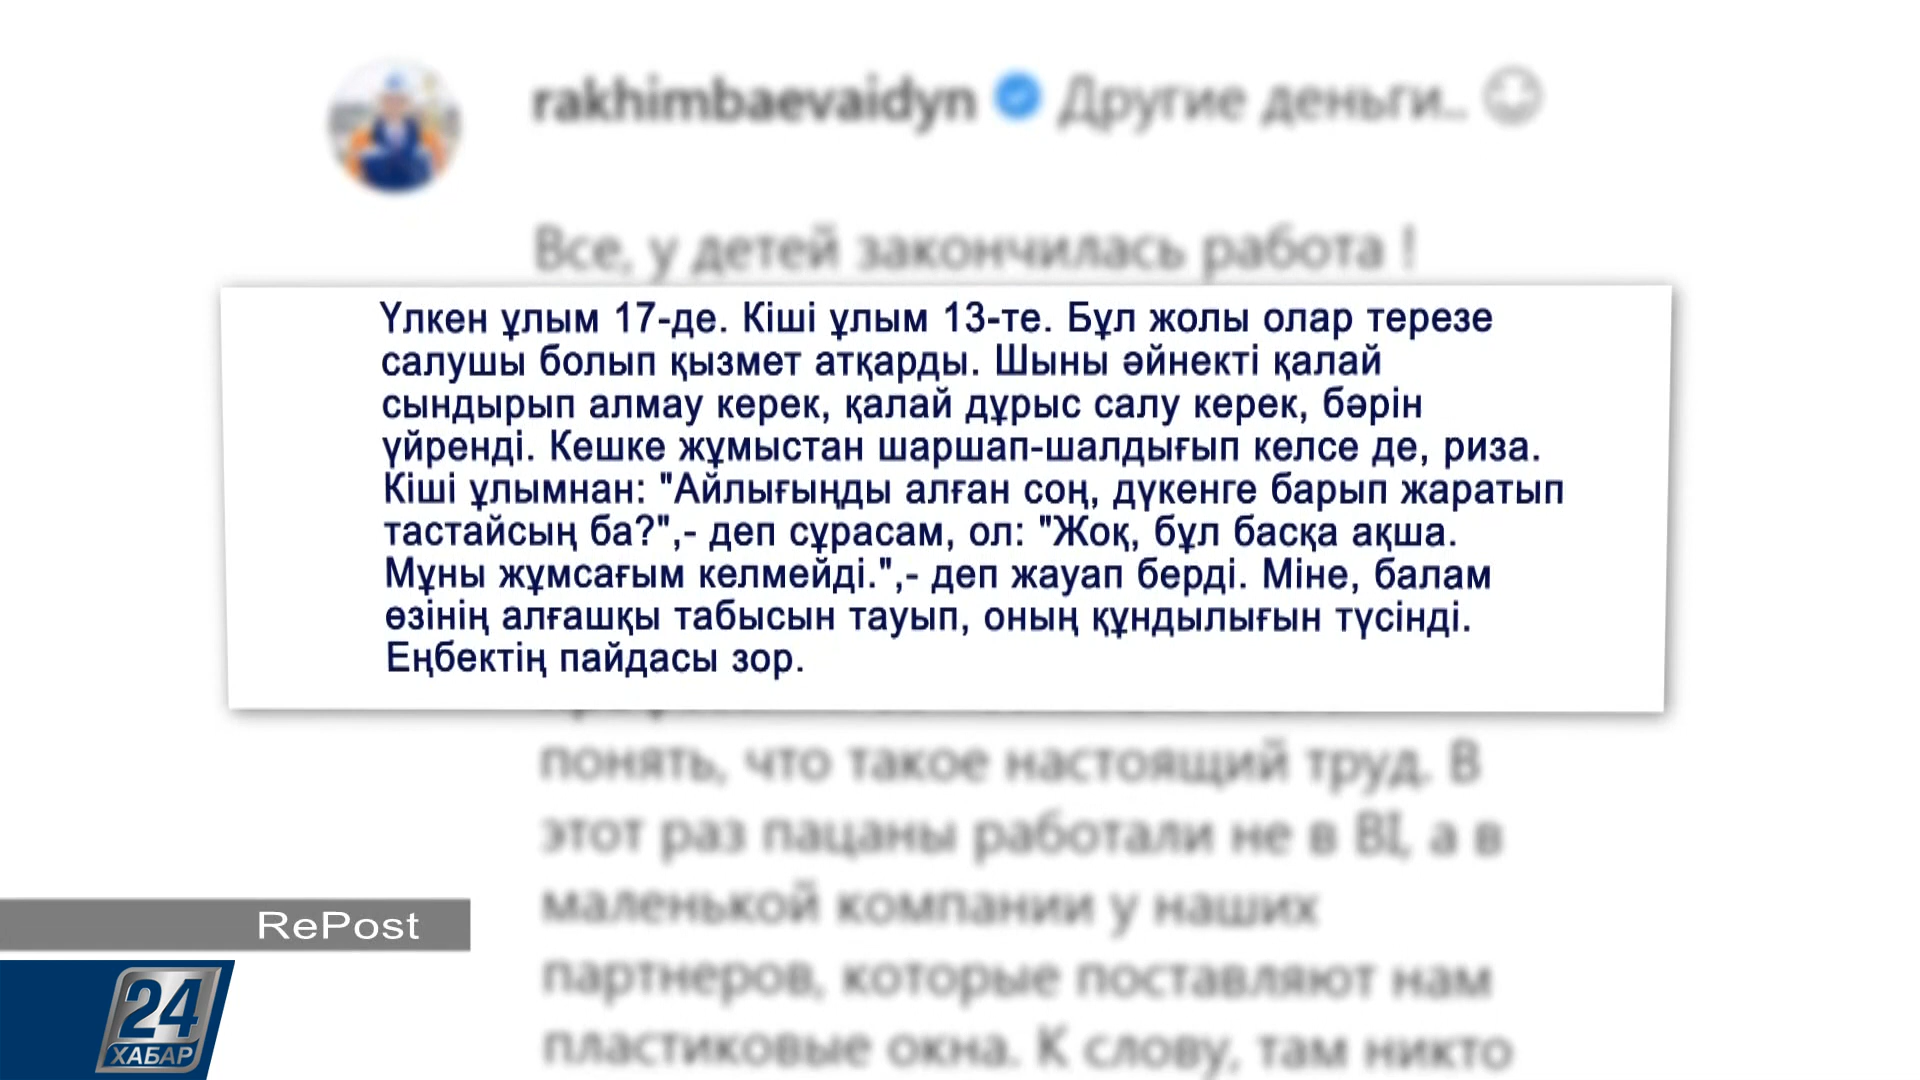 rakhimbaevaidyn Другие деньги..
Все, у детей закончилась работа !
Үлкен ұлым 17-де. Кіші ұлым 13-те. Бұл жолы олар терезе
салушы болып қызмет атқарды. Шыны әйнекті қалай
сындырып алмау керек, қалай дұрыс салу керек, бәрін
үйренді. Кешке жұмыстан шаршап-шалдығып келсе де, риза.
Кіші ұлымнан: "Айлығыңды алған соң, дүкенге барып жаратып
тастайсың ба?",- деп сұрасам, ол: "Жоқ, бұл басқа ақша.
Мұны жұмсағым келмейді.",- деп жауап берді. Міне, балам
өзінің алғашқы табысын тауып, оның құндылығын түсінді.
Еңбектің пайдасы зор.
понять, что такое настоящий труд. В
этот раз пацаны работали не в BI, а в
маленькой компании у наших
партнеров, которые поставляют нам
пластиковые окна. К слову, там никто
RePost
24
ХАБАР